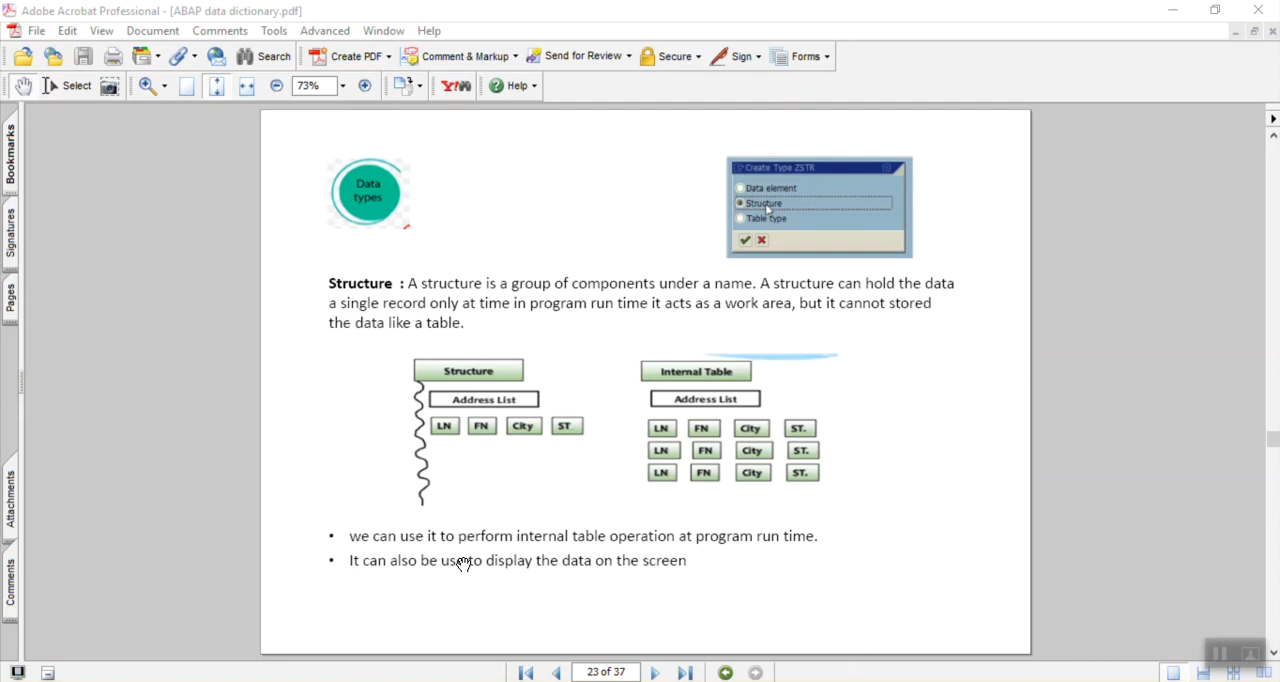 Adobe Acrobat Professional - [ABAP data dictionary.pdf]
File Edit View Document Comments Tools Advanced Window Help
Search Create PDF Comment & Markup Send for Review Secure Sign Forms
Select 73% Y! Help
Bookmarks
Signatures
Pages
Attachments
Comments
Data
types
Create Type ZSTR
Data element
Structure
Table type
Structure : A structure is a group of components under a name. A structure can hold the data
a single record only at time in program run time it acts as a work area, but it cannot stored
the data like a table.
Structure
Address List
LN FN City ST
Internal Table
Address List
LN FN City ST.
LN FN City ST.
LN FN City ST.
• we can use it to perform internal table operation at program run time.
• It can also be use to display the data on the screen
23 of 37